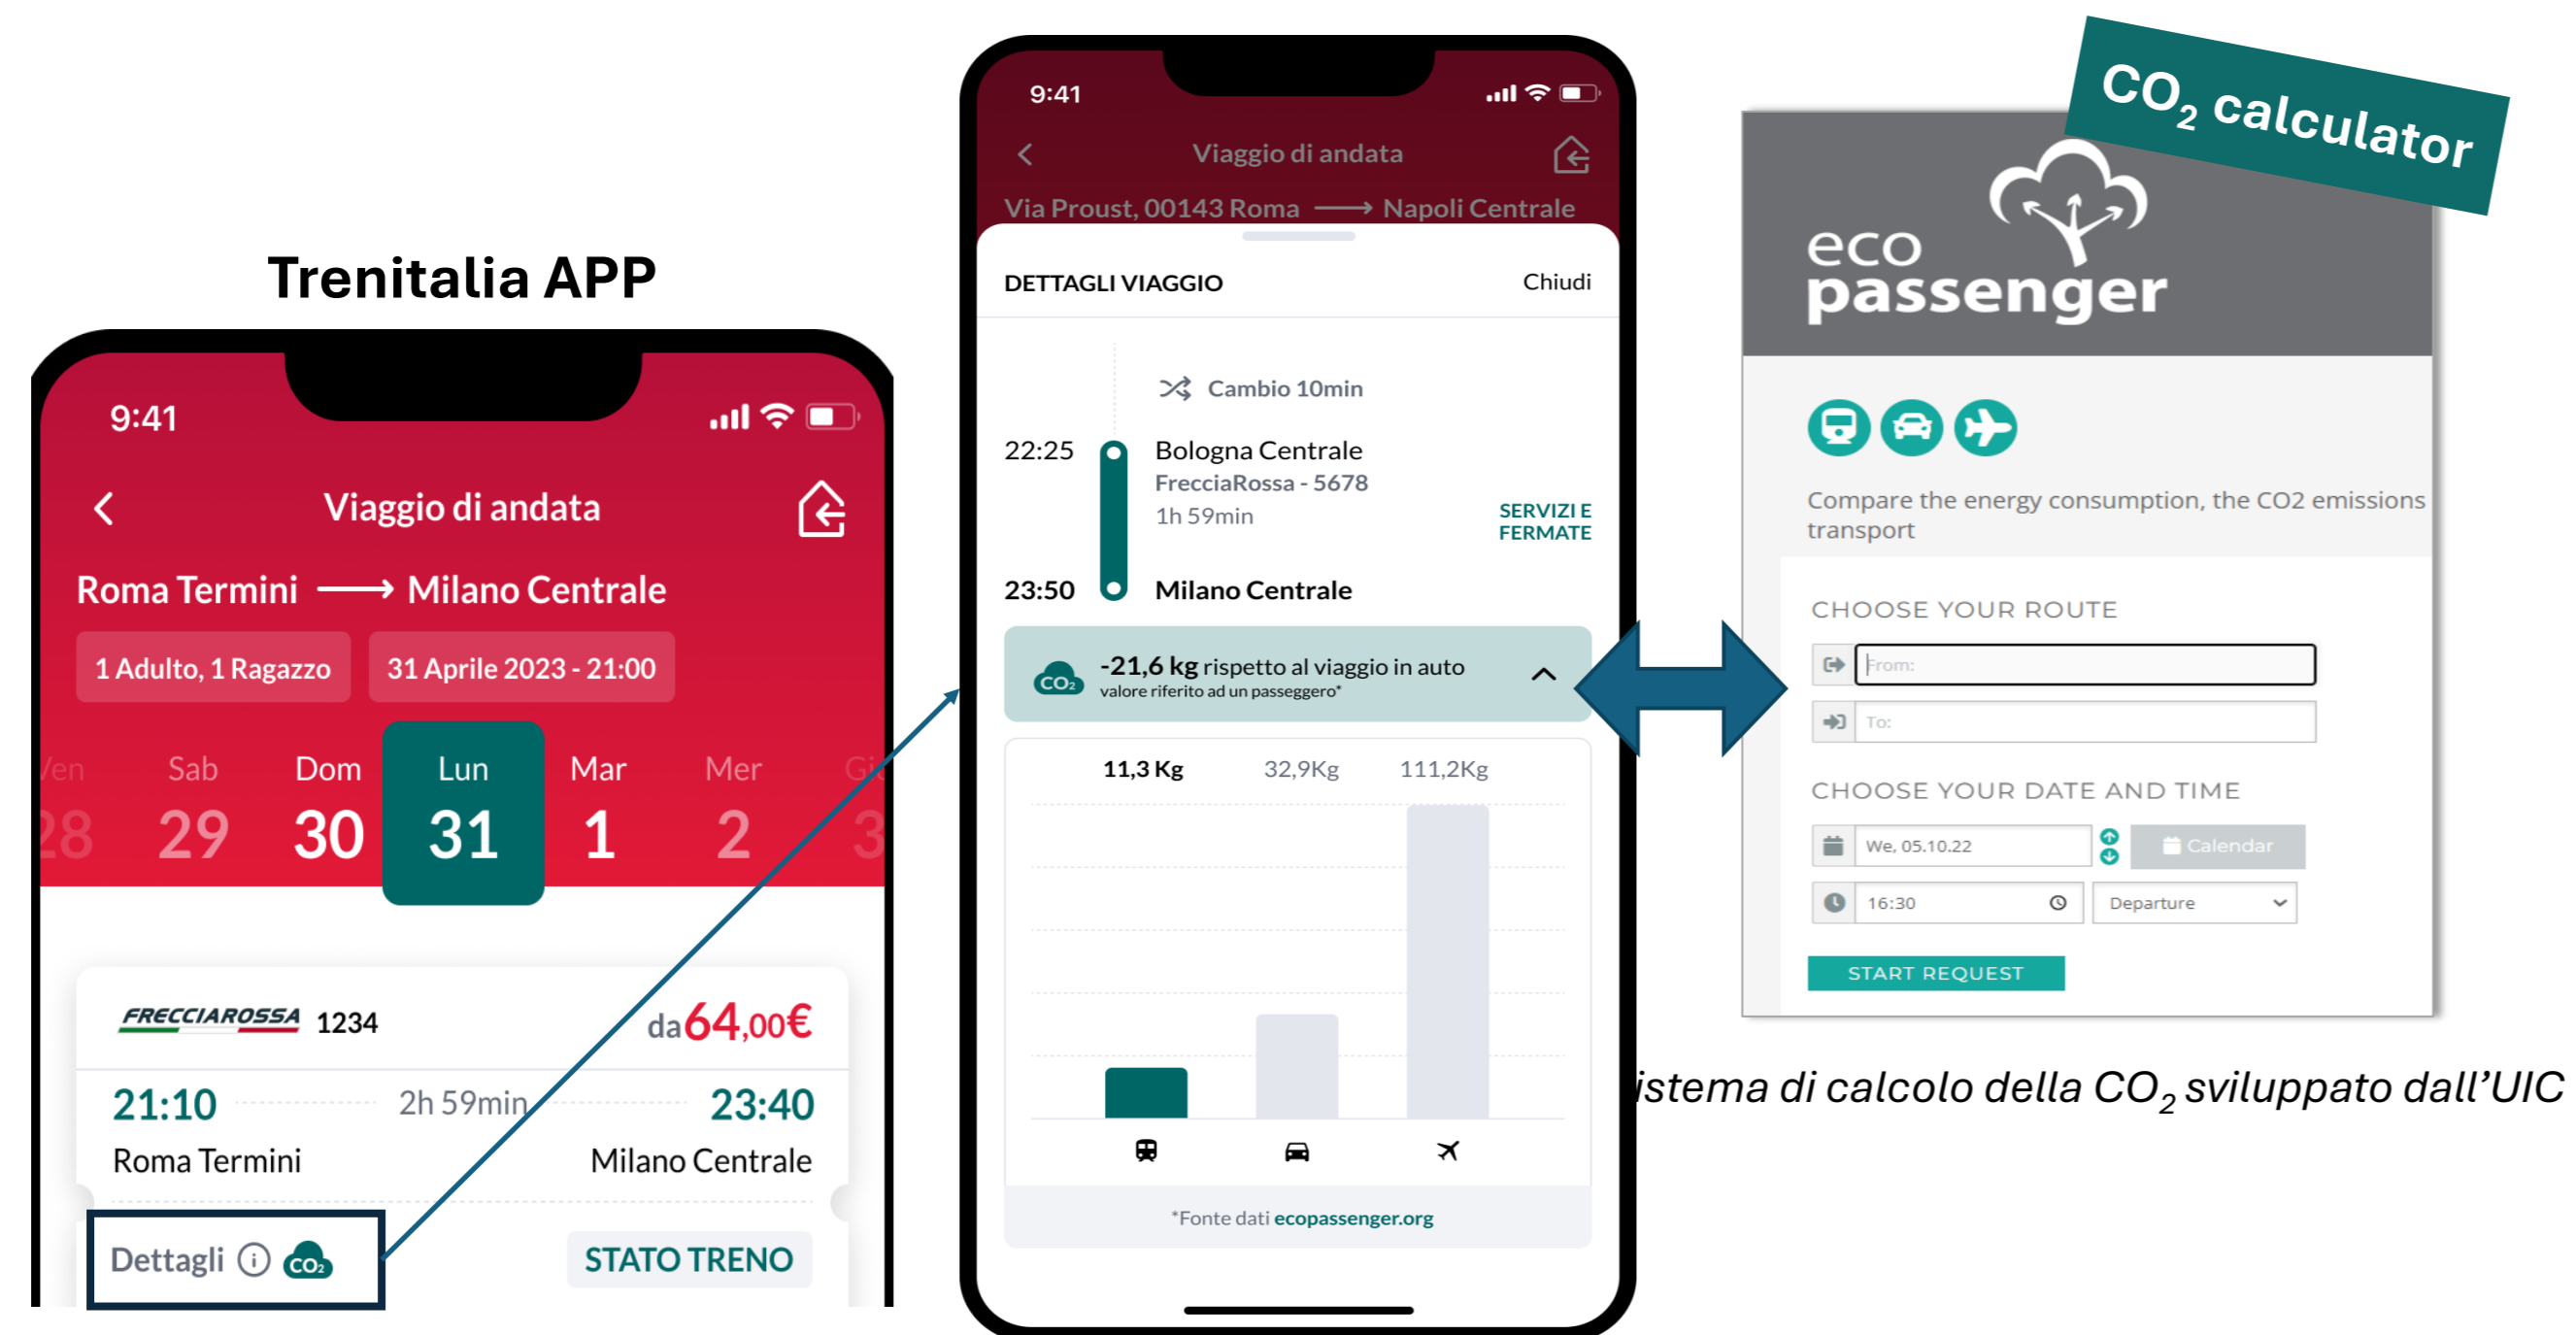 Trenitalia APP
9:41
Viaggio di andata
Roma Termini → Milano Centrale
1 Adulto, 1 Ragazzo
31 Aprile 2023 - 21:00
Ven Sab Dom Lun Mar Mer Gi
28 29 30 31 1 2 3
FRECCIAROSSA 1234
da 64,00€
21:10 2h 59min 23:40
Roma Termini Milano Centrale
Dettagli i CO₂
STATO TRENO
9:41
Viaggio di andata
Via Proust, 00143 Roma → Napoli Centrale
DETTAGLI VIAGGIO Chiudi
Cambio 10min
22:25 Bologna Centrale
FrecciaRossa - 5678
1h 59min
SERVIZI E
FERMATE
23:50 Milano Centrale
CO₂
-21,6 kg rispetto al viaggio in auto
valore riferito ad un passeggero*
11,3 Kg 32,9Kg 111,2Kg
*Fonte dati ecopassenger.org
CO₂ calculator
eco
passenger
Compare the energy consumption, the CO2 emissions
transport
CHOOSE YOUR ROUTE
From:
To:
CHOOSE YOUR DATE AND TIME
We, 05.10.22
Calendar
16:30
Departure
START REQUEST
istema di calcolo della CO₂ sviluppato dall’UIC